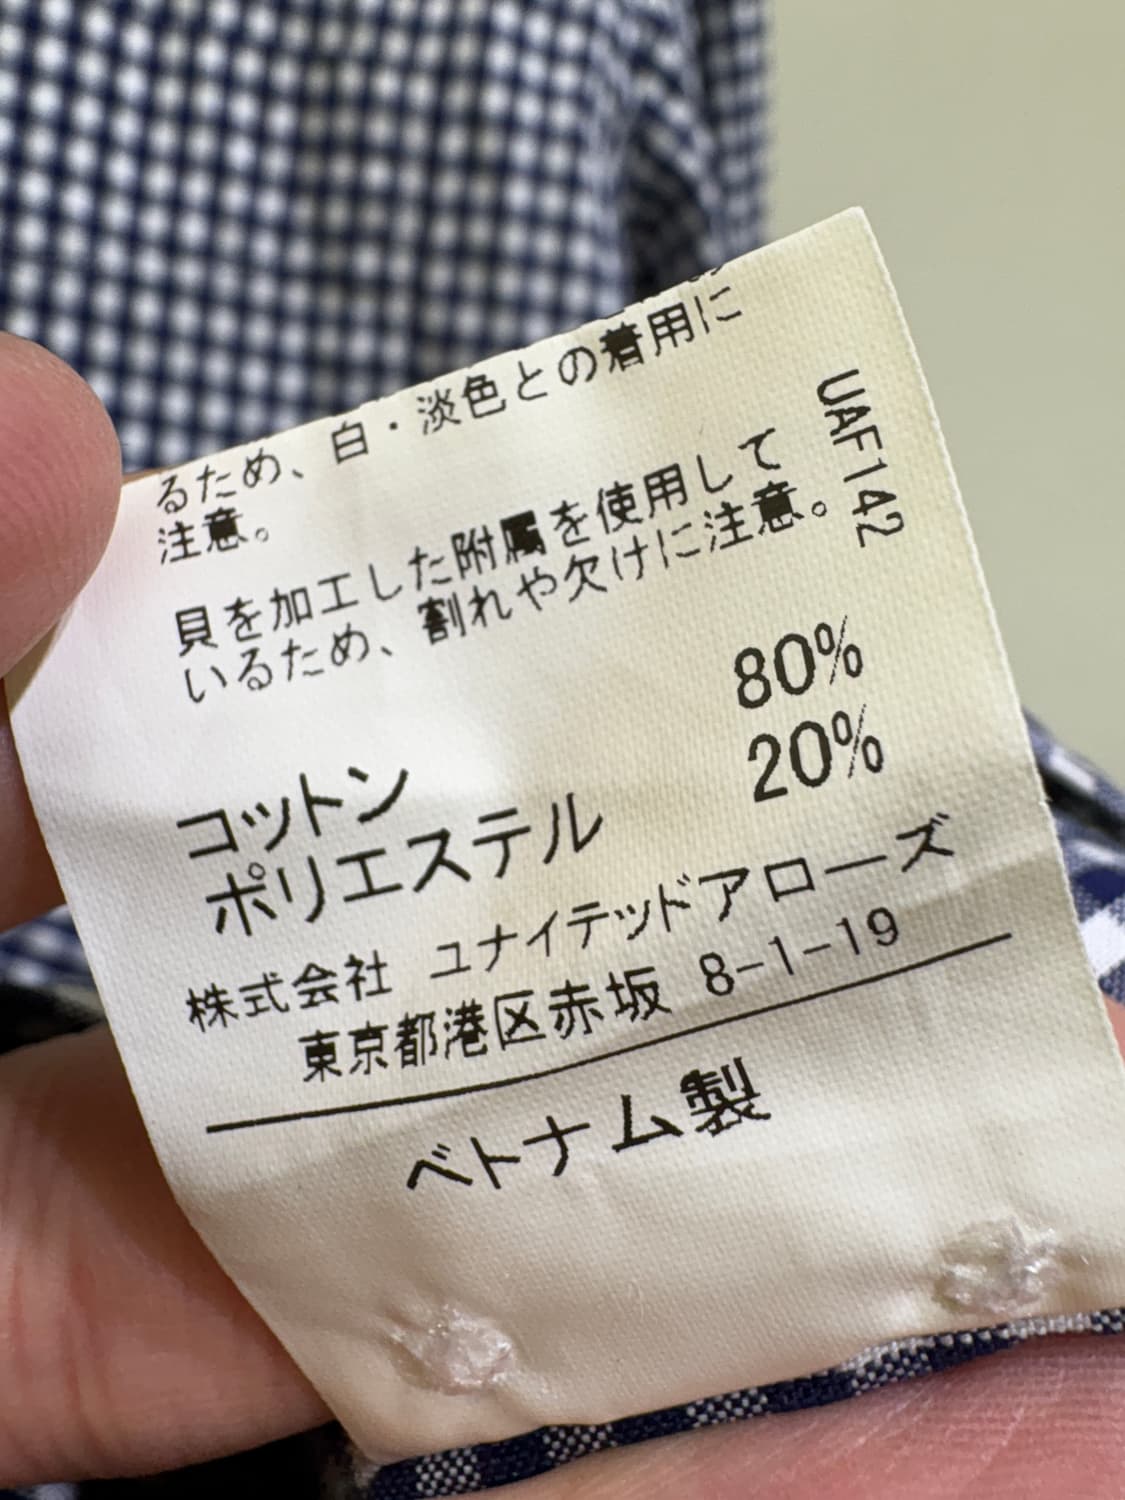 るため、白・淡色との着用に
注意。
貝を加工した附属を使用して
いるため、割れや欠けに注意。
UAF142
コットン 80%
ポリエステル 20%
株式会社 ユナイテッドアローズ
東京都港区赤坂 8-1-19
ベトナム製